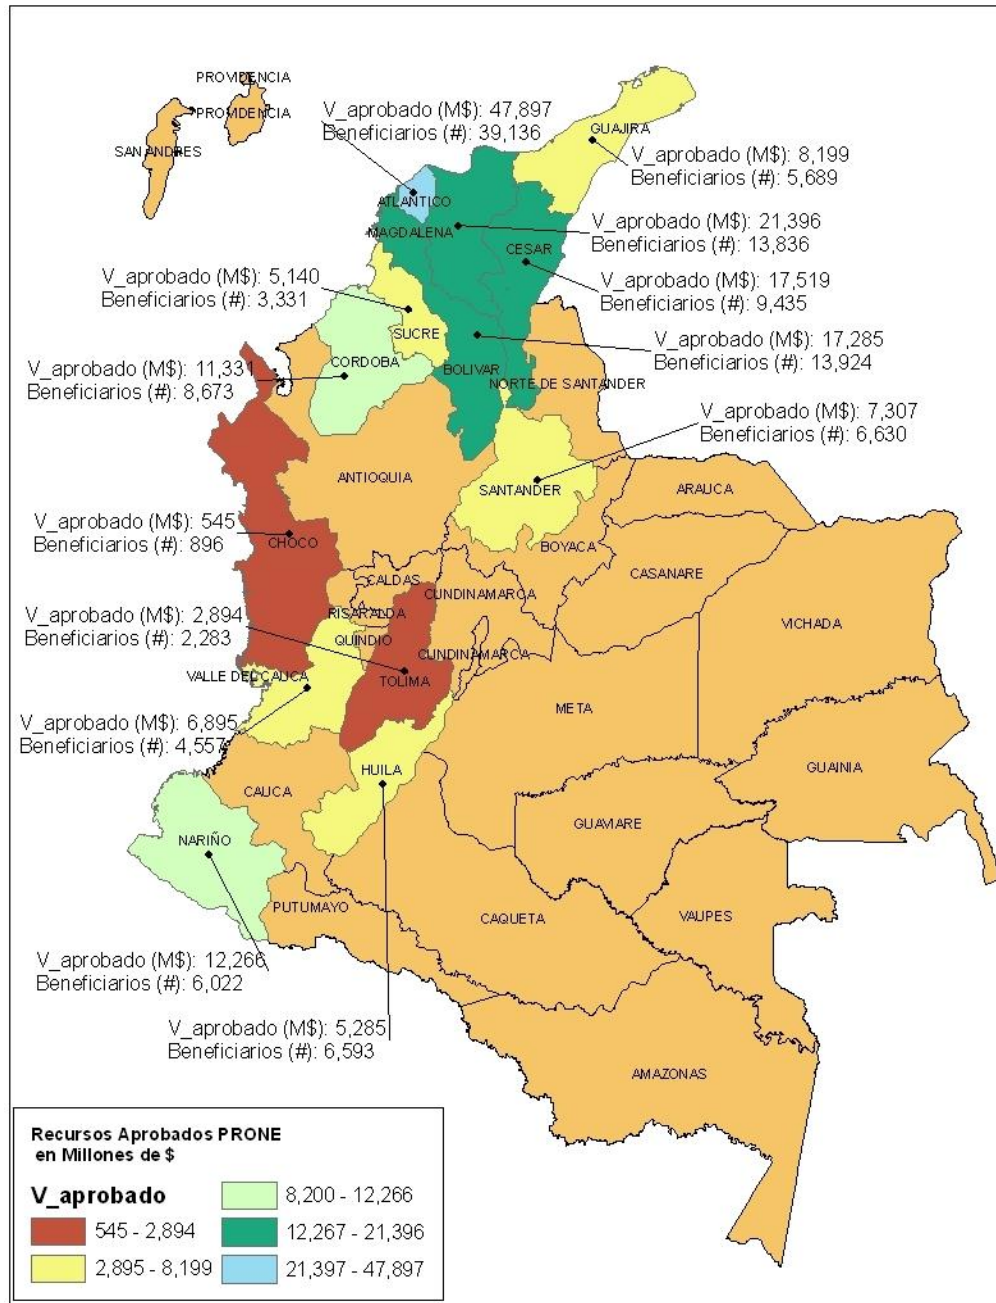 PROVIDENCIA
PROVIDENCIA
SAN ANDRES
V_aprobado (M$): 47,897
Beneficiarios (#): 39,136
GUAJIRA
V_aprobado (M$): 8,199
Beneficiarios (#): 5,689
ATLANTICO
MAGDALENA
V_aprobado (M$): 21,396
Beneficiarios (#): 13,836
CESAR
V_aprobado (M$): 17,519
Beneficiarios (#): 9,435
V_aprobado (M$): 5,140
Beneficiarios (#): 3,331
SUCRE
V_aprobado (M$): 17,285
Beneficiarios (#): 13,924
CORDOBA
BOLIVAR
NORTE DE SANTANDER
V_aprobado (M$): 11,331
Beneficiarios (#): 8,673
V_aprobado (M$): 7,307
Beneficiarios (#): 6,630
ANTIOQUIA
SANTANDER
ARAUCA
V_aprobado (M$): 545
Beneficiarios (#): 896
CHOCO
BOYACA
CASANARE
CALDAS
CUNDINAMARCA
RISARALDA
VICHADA
V_aprobado (M$): 2,894
Beneficiarios (#): 2,283
QUINDIO
CUNDINAMARCA
VALLE DEL CAUCA
TOLIMA
META
V_aprobado (M$): 6,895
Beneficiarios (#): 4,557
HUILA
GUAINIA
CAUCA
GUAVIARE
NARIÑO
PUTUMAYO
CAQUETA
VAUPES
V_aprobado (M$): 12,266
Beneficiarios (#): 6,022
V_aprobado (M$): 5,285
Beneficiarios (#): 6,593
AMAZONAS
Recursos Aprobados PRONE
en Millones de $
V_aprobado
545 - 2,894
2,895 - 8,199
8,200 - 12,266
12,267 - 21,396
21,397 - 47,897